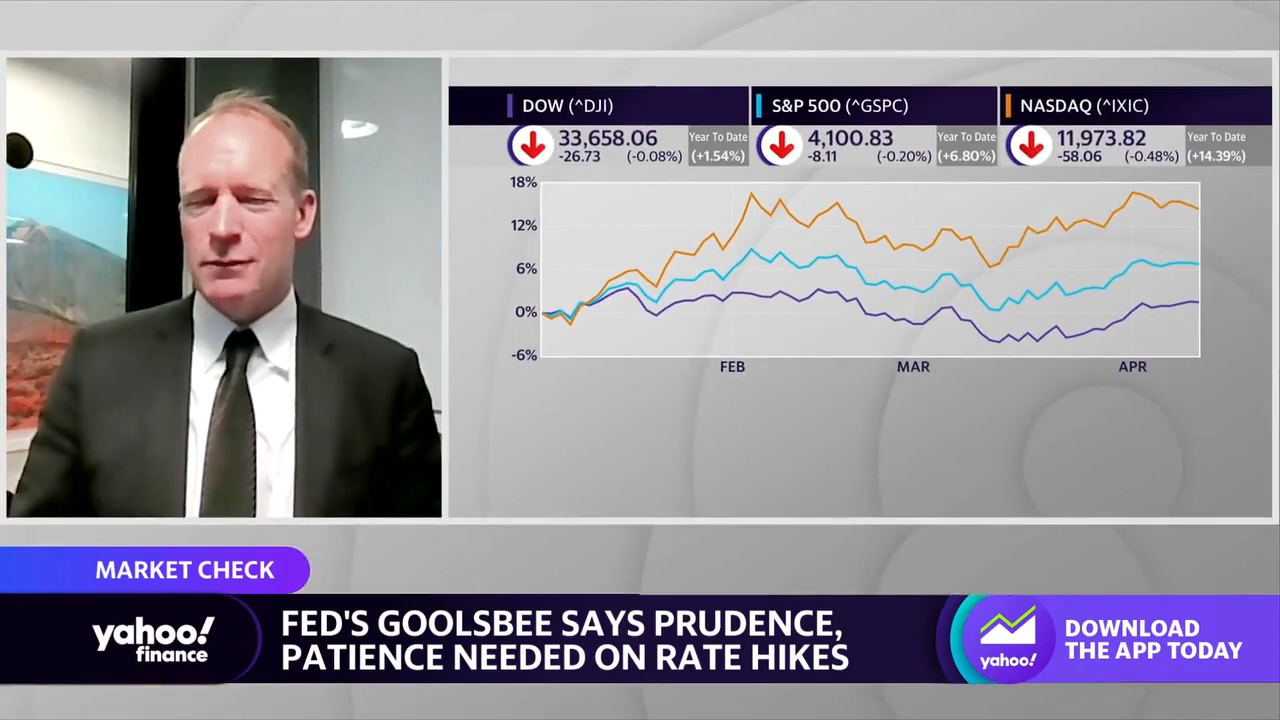 DOW (^DJI)
33,658.06
-26.73 (-0.08%)
Year To Date
(+1.54%)
S&P 500 (^GSPC)
4,100.83
-8.11 (-0.20%)
Year To Date
(+6.80%)
NASDAQ (^IXIC)
11,973.82
-58.06 (-0.48%)
Year To Date
(+14.39%)
18%
12%
6%
0%
-6%
FEB MAR APR
MARKET CHECK
yahoo!
finance
FED'S GOOLSBEE SAYS PRUDENCE,
PATIENCE NEEDED ON RATE HIKES
yahoo!
DOWNLOAD
THE APP TODAY